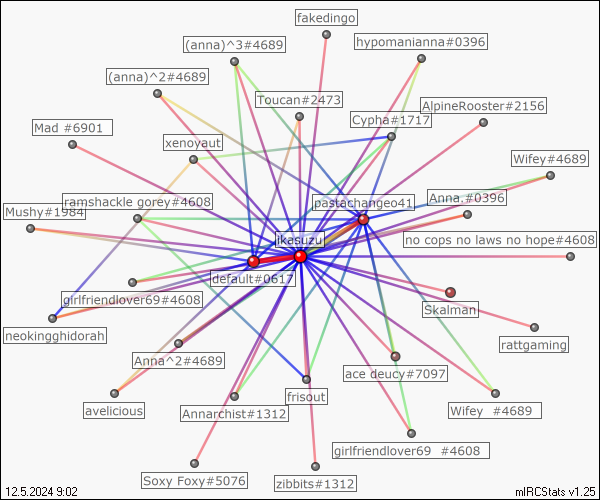 fakedingo
(anna)^3#4689
hypomanianna#0396
(anna)^2#4689
Toucan#2473
AlpineRooster#2156
Cypha#1717
Mad #6901
xenoyaut
Wifey#4689
ramshackle gorey#4608
pastachangeo41
Anna.#0396
Mushy#1984
ikasuzu
no cops no laws no hope#4608
default#0617
girlfriendlover69#4608
Skalman
neokingghidorah
rattgaming
Anna^2#4689
ace deucy#7097
frisout
avelicious
Annarchist#1312
Wifey  #4689
girlfriendlover69  #4608
Soxy Foxy#5076
zibbits#1312
12.5.2024 9:02
mIRCStats v1.25